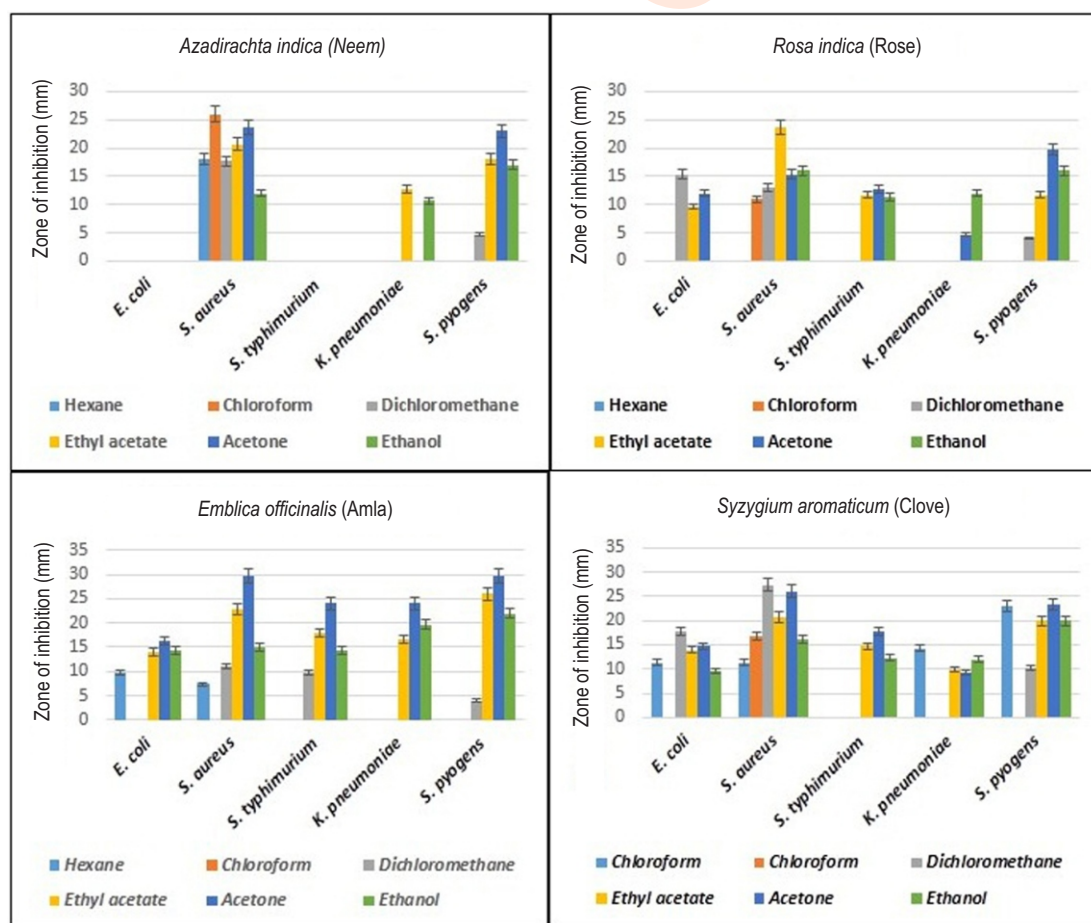 Azadirachta indica (Neem)
Zone of inhibition (mm)
30
25
20
15
10
5
0
E. coli
S. aureus
S. typhimurium
K. pneumoniae
S. pyogens
Hexane Chloroform Dichloromethane
Ethyl acetate Acetone Ethanol
Rosa indica (Rose)
Zone of inhibition (mm)
30
25
20
15
10
5
0
E. coli
S. aureus
S. typhimurium
K. pneumoniae
S. pyogens
Hexane Chloroform Dichloromethane
Ethyl acetate Acetone Ethanol
Emblica officinalis (Amla)
Zone of inhibition (mm)
35
30
25
20
15
10
5
0
E. coli
S. aureus
S. typhimurium
K. pneumoniae
S. pyogens
Hexane Chloroform Dichloromethane
Ethyl acetate Acetone Ethanol
Syzygium aromaticum (Clove)
Zone of inhibition (mm)
35
30
25
20
15
10
5
0
E. coli
S. aureus
S. typhimurium
K. pneumoniae
S. pyogens
Chloroform Chloroform Dichloromethane
Ethyl acetate Acetone Ethanol